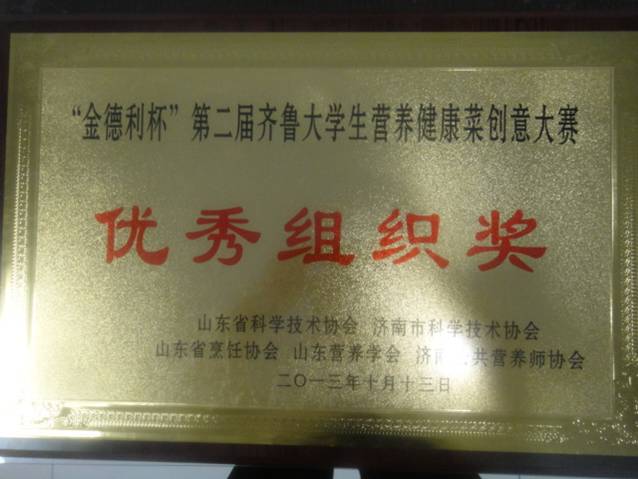 “金德利杯”第二届齐鲁大学生营养健康菜创意大赛
优秀组织奖
山东省科学技术协会 济南市科学技术协会
山东省烹饪协会 山东营养学会 济南 共营养师协会
二〇一三年十月十三日